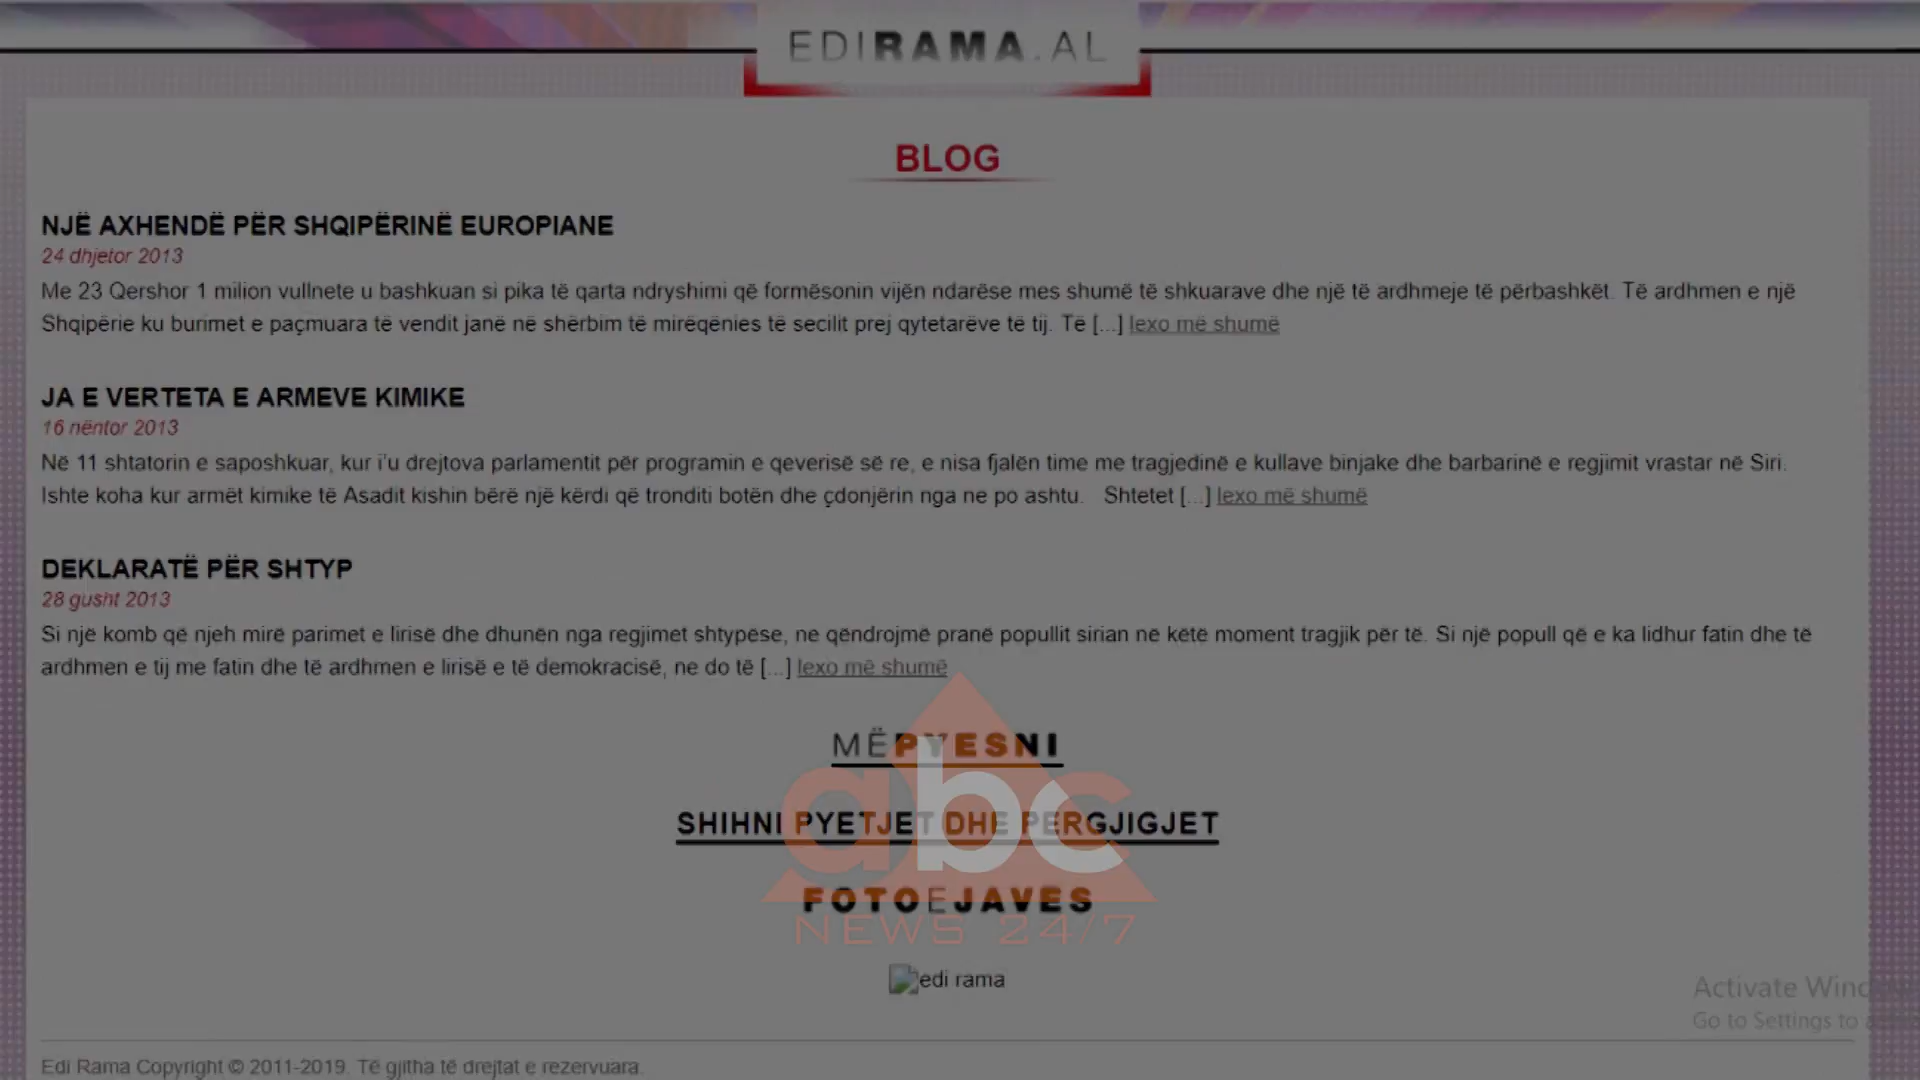 EDIRAMA.AL
BLOG
NJË AXHENDË PËR SHQIPËRINË EUROPIANE
24 dhjetor 2013
Me 23 Qershor 1 milion vullnete u bashkuan si pika të qarta ndryshimi që formësonin vijën ndarëse mes shumë të shkuarave dhe një të ardhmeje të përbashkët. Të ardhmen e një
Shqipërie ku burimet e paçmuara të vendit janë në shërbim të mirëqënies të secilit prej qytetarëve të tij. Të [...] lexo më shumë
JA E VERTETA E ARMEVE KIMIKE
16 nëntor 2013
Në 11 shtatorin e saposhkuar, kur i'u drejtova parlamentit për programin e qeverisë së re, e nisa fjalën time me tragjedinë e kullave binjake dhe barbarinë e regjimit vrastar në Siri.
Ishte koha kur armët kimike të Asadit kishin bërë një kërdi që tronditi botën dhe çdonjërin nga ne po ashtu. Shtetet [...] lexo më shumë
DEKLARATË PËR SHTYP
28 gusht 2013
Si një komb që njeh mirë parimet e lirisë dhe dhunën nga regjimet shtypëse, ne qëndrojmë pranë popullit sirian në këtë moment tragjik për të. Si një popull që e ka lidhur fatin dhe të
ardhmen e tij me fatin dhe të ardhmen e lirisë e të demokracisë, ne do të [...] lexo më shumë
MËPYESNI
SHIHNI PYETJET DHE PERGJIGJET
abc
FOTOEJAVES
NEWS 24/7
edi rama
Activate Wind
Go to Settings to a
Edi Rama Copyright © 2011-2019. Të gjitha të drejtat e rezervuara.